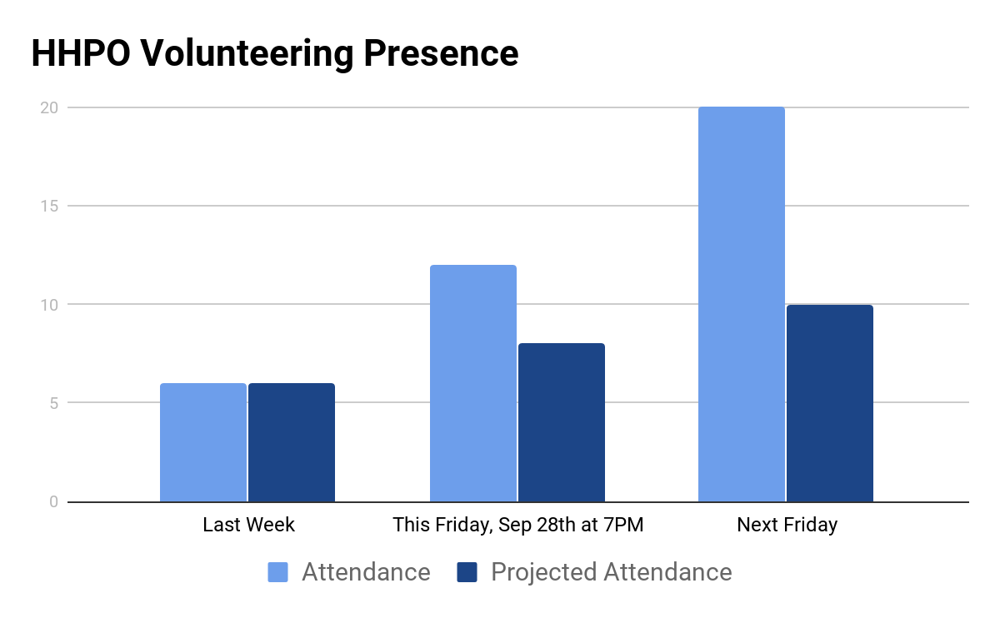 HHPO Volunteering Presence
20
15
10
5
0
Last Week
This Friday, Sep 28th at 7PM
Next Friday
Attendance
Projected Attendance